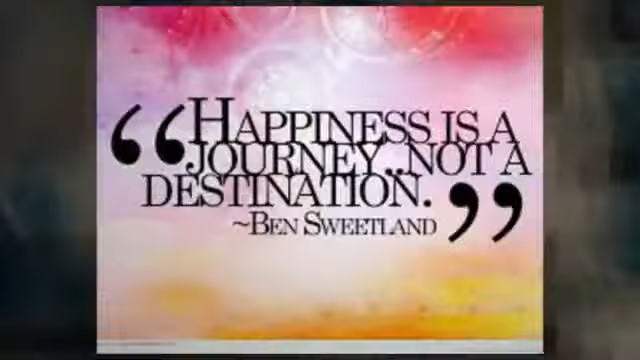 “HAPPINESS IS A
JOURNEY...NOT A
DESTINATION.
~BEN SWEETLAND”